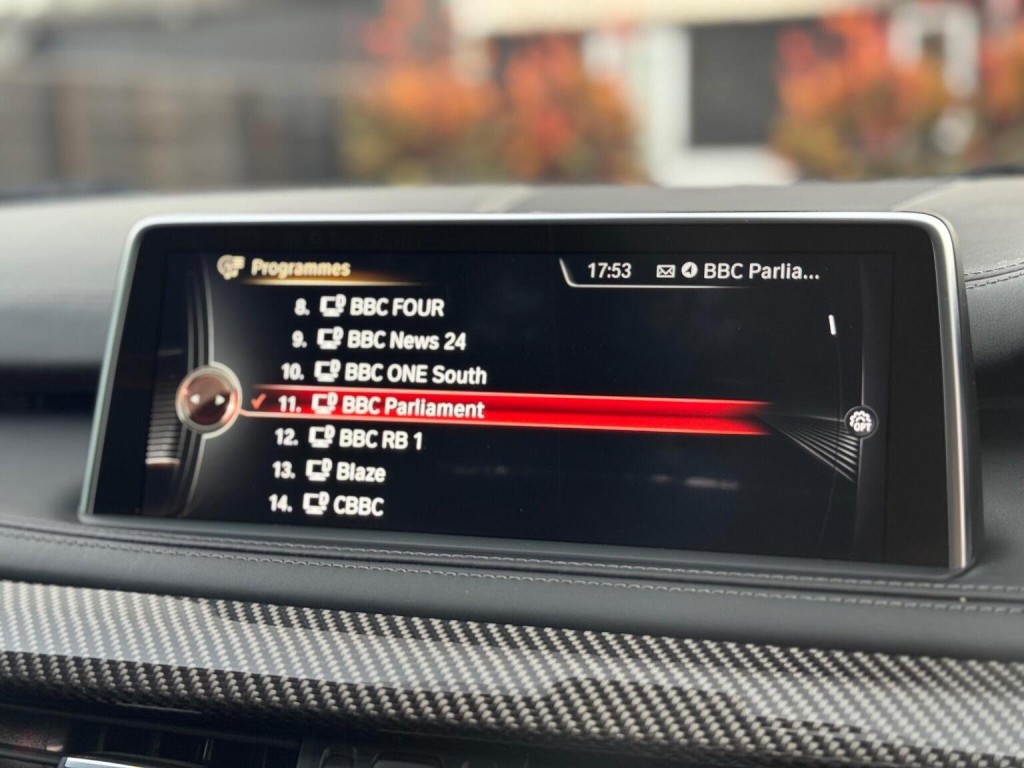 Programmes
17:53 BBC Parlia...
8. BBC FOUR
9. BBC News 24
10. BBC ONE South
11. BBC Parliament
12. BBC RB 1
13. Blaze
14. CBBC
OPT